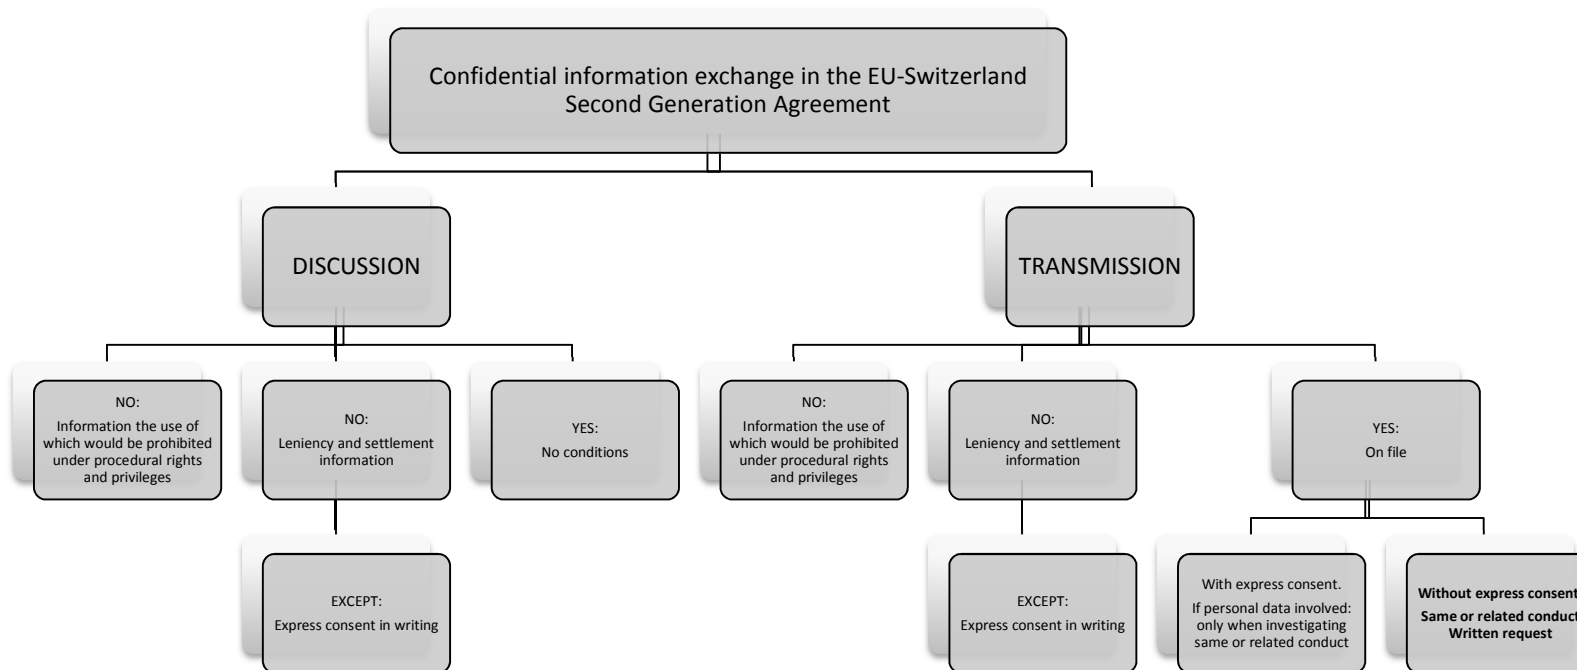 Confidential information exchange in the EU-Switzerland
Second Generation Agreement
DISCUSSION
TRANSMISSION
NO:
Information the use of
which would be prohibited
under procedural rights
and privileges
NO:
Leniency and settlement
information
YES:
No conditions
NO:
Information the use of
which would be prohibited
under procedural rights
and privileges
NO:
Leniency and settlement
information
YES:
On file
EXCEPT:
Express consent in writing
EXCEPT:
Express consent in writing
With express consent.
If personal data involved:
only when investigating
same or related conduct
Without express consent
Same or related conduct
Written request